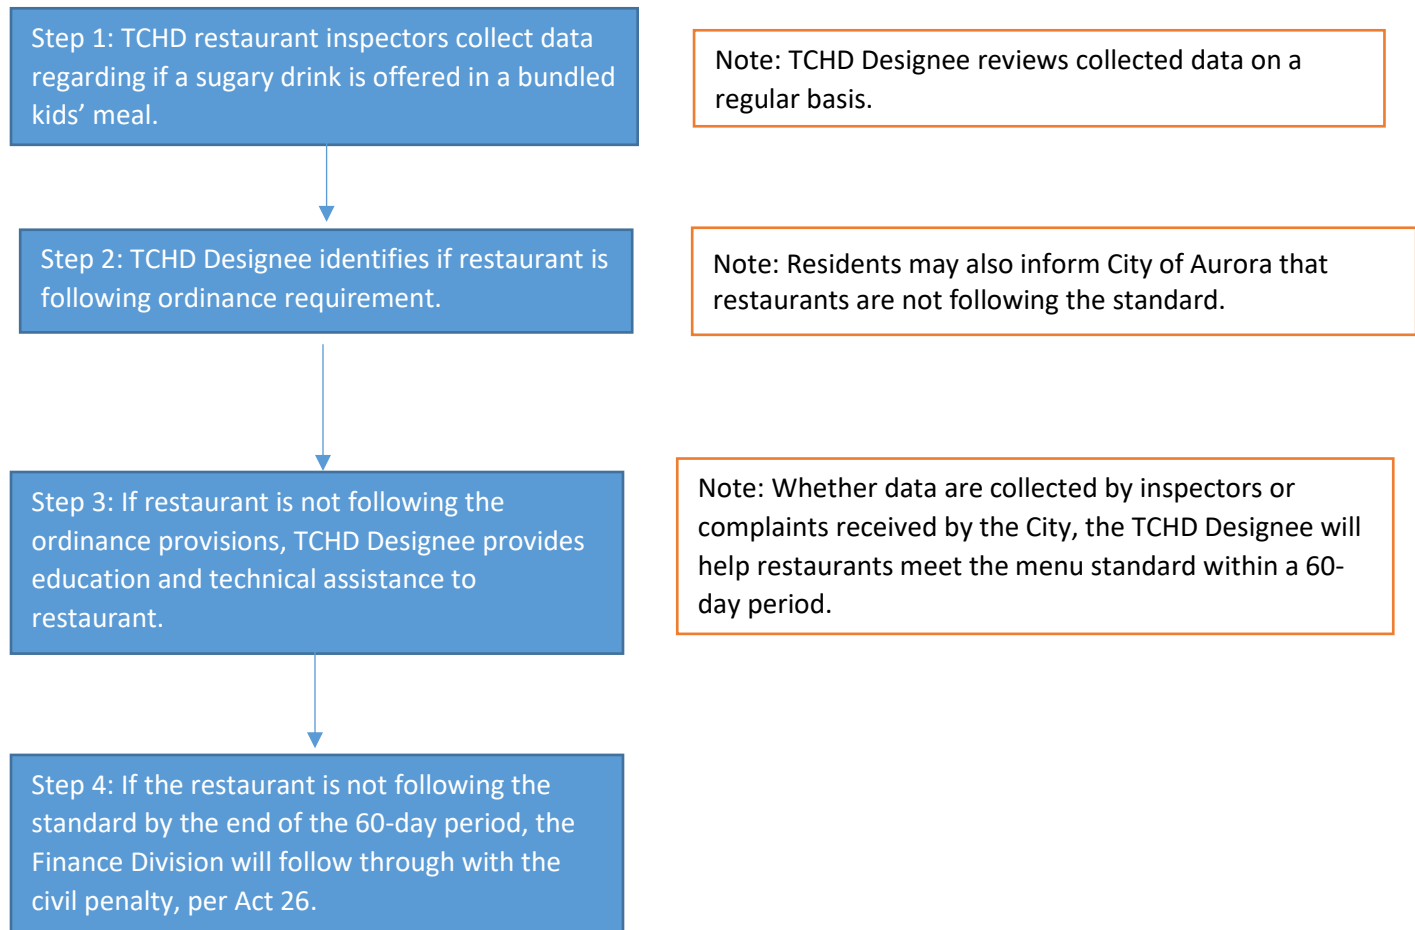 Step 1: TCHD restaurant inspectors collect data
regarding if a sugary drink is offered in a bundled
kids’ meal.
Note: TCHD Designee reviews collected data on a
regular basis.
Step 2: TCHD Designee identifies if restaurant is
following ordinance requirement.
Note: Residents may also inform City of Aurora that
restaurants are not following the standard.
Step 3: If restaurant is not following the
ordinance provisions, TCHD Designee provides
education and technical assistance to
restaurant.
Note: Whether data are collected by inspectors or
complaints received by the City, the TCHD Designee will
help restaurants meet the menu standard within a 60-
day period.
Step 4: If the restaurant is not following the
standard by the end of the 60-day period, the
Finance Division will follow through with the
civil penalty, per Act 26.